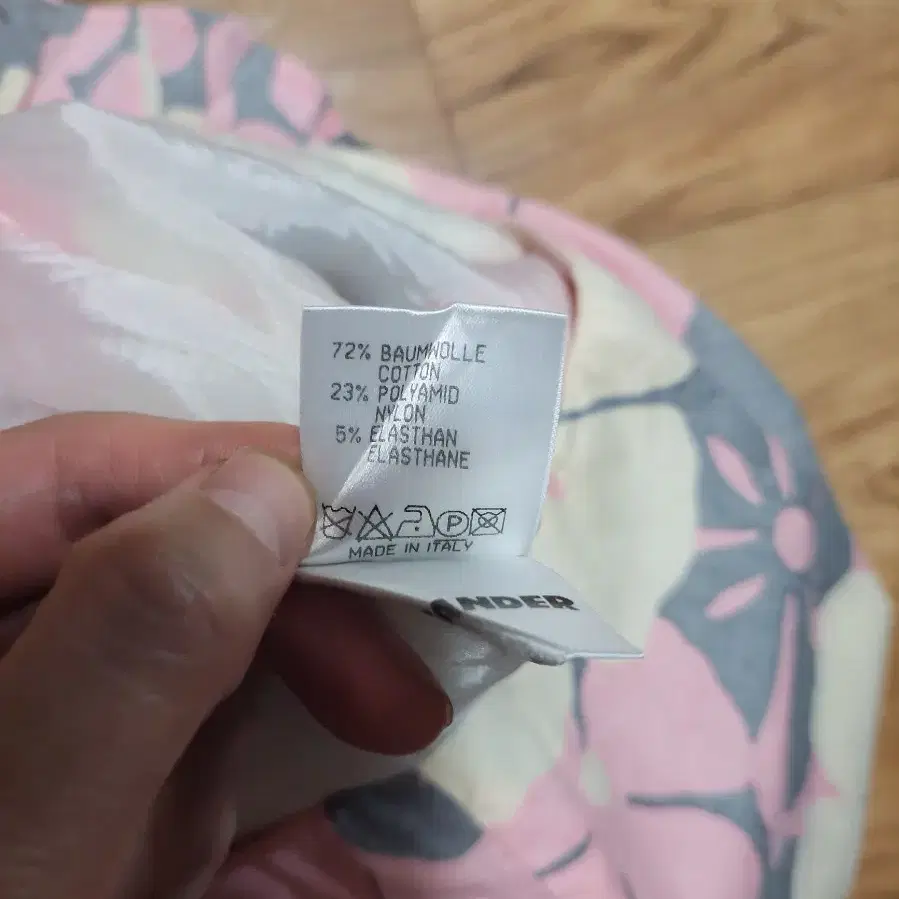 72% BAUMWOLLE
COTTON
23% POLYAMID
NYLON
5% ELASTHAN
ELASTHANE
P
MADE IN ITALY
NDER